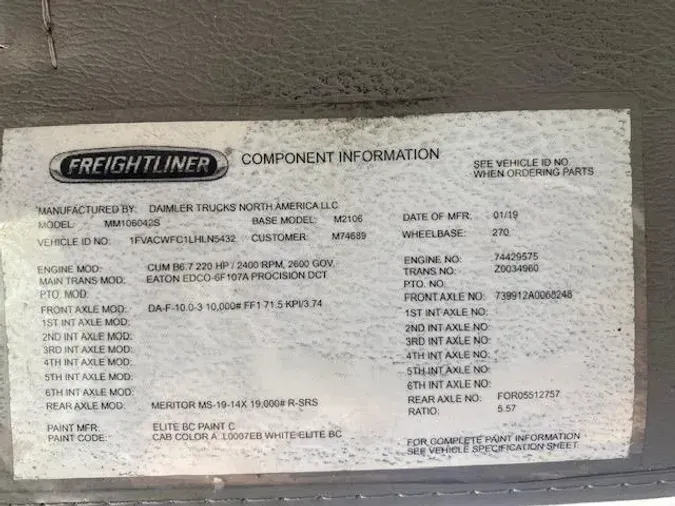 FREIGHTLINER
COMPONENT INFORMATION
SEE VEHICLE ID NO
WHEN ORDERING PARTS
MANUFACTURED BY: DAIMLER TRUCKS NORTH AMERICA LLC
MODEL: MM106042S BASE MODEL: M2106 DATE OF MFR: 01/19
VEHICLE ID NO: 1FVACWFC1LHLN5432 CUSTOMER: M74689 WHEELBASE: 270
ENGINE MOD: CUM B6.7 220 HP / 2400 RPM, 2600 GOV. ENGINE NO: 74429575
MAIN TRANS MOD: EATON EDCO-6F107A PROCISION DCT TRANS NO: Z0034960
PTO. MOD: PTO. NO:
FRONT AXLE MOD: DA-F-10.0-3 10,000# FF1 71.5 KPI/3.74 FRONT AXLE NO: 739912A0068248
1ST INT AXLE MOD: 1ST INT AXLE NO:
2ND INT AXLE MOD: 2ND INT AXLE NO:
3RD INT AXLE MOD: 3RD INT AXLE NO:
4TH INT AXLE MOD: 4TH INT AXLE NO:
5TH INT AXLE MOD: 5TH INT AXLE NO:
6TH INT AXLE MOD: 6TH INT AXLE NO:
REAR AXLE MOD: MERITOR MS-19-14X 19,000# R-SRS REAR AXLE NO: FOR05512757
RATIO: 5.57
PAINT MFR: ELITE BC PAINT C
PAINT CODE: CAB COLOR A: L0007EB WHITE ELITE BC
FOR COMPLETE PAINT INFORMATION
SEE VEHICLE SPECIFICATION SHEET.